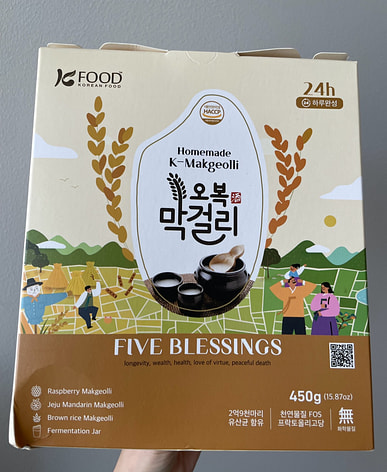 K FOOD
KOREAN FOOD
24h
하루완성
HACCP
Homemade
K-Makgeolli
오복
막걸리
FIVE BLESSINGS
longevity, wealth, health, love of virtue, peaceful death
Raspberry Makgeolli
Jeju Mandarin Makgeolli
Brown rice Makgeolli
Fermentation Jar
450g (15.87oz)
2억9천마리
유산균 함유
천연물질 FOS
프락토올리고당
無
화학물질